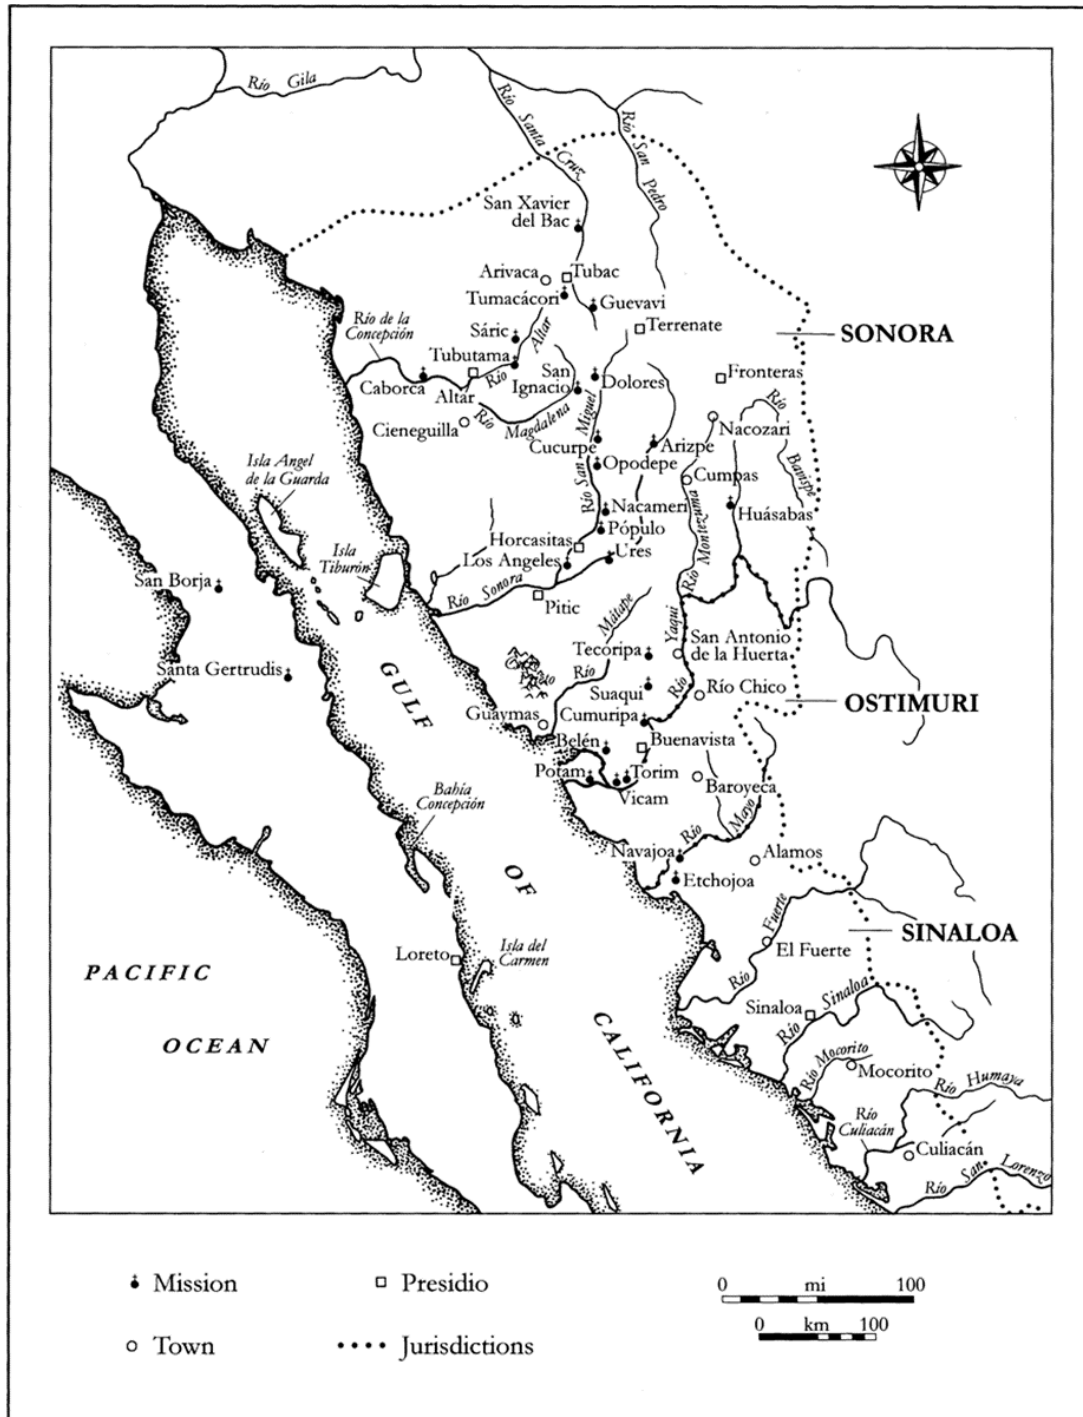 Río Gila
Río Santa Cruz
Río San Pedro
San Xavier
del Bac
Arivaca
Tubac
Tumacácori
Guevavi
Río de la
Concepción
Sáric
Altar
Terrenate
SONORA
Tubutama
Río
San
Ignacio
Dolores
Fronteras
Caborca
Altar
Río Magdalena
Miguel
Río
Cieneguilla
Nacozari
Cucurpe
Arizpe
Bavispe
Isla Angel
de la Guarda
Opodepe
Cumpas
Río San
Nacameri
Huásabas
Pópulo
Montezuma
Horcasitas
Isla
Tiburón
Los Angeles
Ures
San Borja
Río Sonora
Pitic
Río
Mátape
Yaqui
San Antonio
de la Huerta
Tecoripa
Santa Gertrudis
GULF
Río
Suaqui
Río
Río Chico
OSTIMURI
Guaymas
Cumuripa
Belén
Buenavista
Potam
Torim
Baroyeca
Vicam
Bahía
Concepción
Río Mayo
Navajoa
Alamos
OF
Etchojoa
Fuerte
SINALOA
Loreto
Isla del
Carmen
El Fuerte
PACIFIC
Río
Sinaloa
Sinaloa
CALIFORNIA
Río
OCEAN
Río Mocorito
Mocorito
Río Humaya
Río
Culiacán
Culiacán
Río San Lorenzo
Mission
Presidio
0 mi 100
Town
Jurisdictions
0 km 100